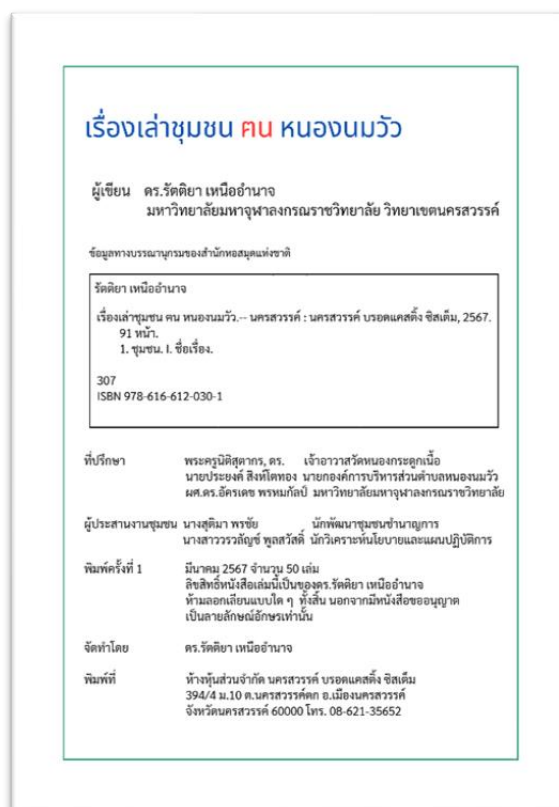 เรื่องเล่าชุมชน ฅน หนองนมวัว
ผู้เขียน ดร.รัตติยา เหนืออำนาจ
มหาวิทยาลัยมหาจุฬาลงกรณราชวิทยาลัย วิทยาเขตนครสวรรค์
ข้อมูลทางบรรณานุกรมของสำนักหอสมุดแห่งชาติ
รัตติยา เหนืออำนาจ
เรื่องเล่าชุมชน ฅน หนองนมวัว.-- นครสวรรค์ : นครสวรรค์ บรอดแคสติ้ง ซิสเต็ม, 2567.
91 หน้า.
1. ชุมชน. I. ชื่อเรื่อง.
307
ISBN 978-616-612-030-1
ที่ปรึกษา พระครูนิติสุตากร, ดร. เจ้าอาวาสวัดหนองกระดูกเนื้อ
นายประยงค์ สิงห์โตทอง นายกองค์การบริหารส่วนตำบลหนองนมวัว
ผศ.ดร.อัครเดช พรหมกัลป์ มหาวิทยาลัยมหาจุฬาลงกรณราชวิทยาลัย
ผู้ประสานงานชุมชน นางสุติมา พรชัย นักพัฒนาชุมชนชำนาญการ
นางสาววรวลัญช์ พูลสวัสดิ์ นักวิเคราะห์นโยบายและแผนปฏิบัติการ
พิมพ์ครั้งที่ 1 มีนาคม 2567 จำนวน 50 เล่ม
ลิขสิทธิ์หนังสือเล่มนี้เป็นของดร.รัตติยา เหนืออำนาจ
ห้ามลอกเลียนแบบใด ๆ ทั้งสิ้น นอกจากมีหนังสือขออนุญาต
เป็นลายลักษณ์อักษรเท่านั้น
จัดทำโดย ดร.รัตติยา เหนืออำนาจ
พิมพ์ที่ ห้างหุ้นส่วนจำกัด นครสวรรค์ บรอดแคสติ้ง ซิสเต็ม
394/4 ม.10 ต.นครสวรรค์ตก อ.เมืองนครสวรรค์
จังหวัดนครสวรรค์ 60000 โทร. 08-621-35652